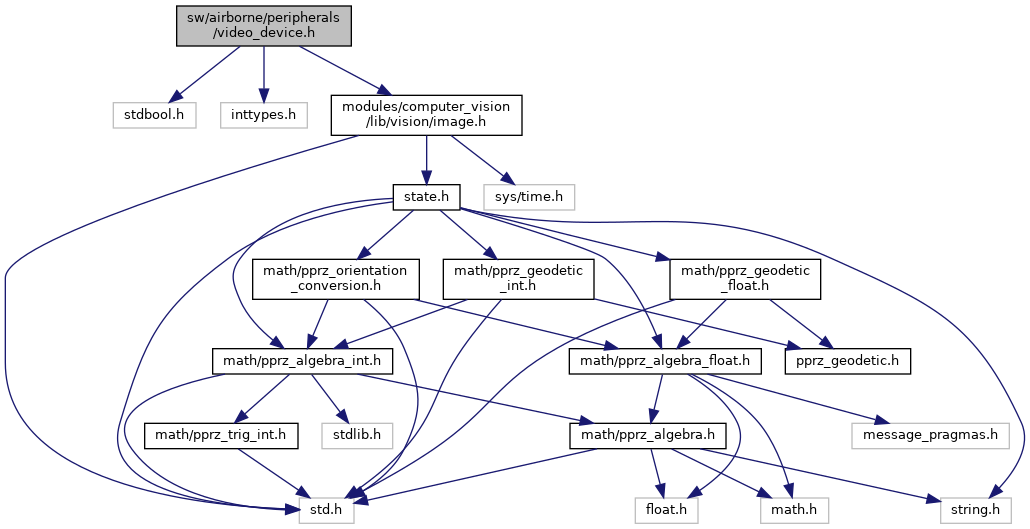 sw/airborne/peripherals
/video_device.h
stdbool.h
inttypes.h
modules/computer_vision
/lib/vision/image.h
state.h
sys/time.h
math/pprz_orientation
_conversion.h
math/pprz_geodetic
_int.h
math/pprz_geodetic
_float.h
math/pprz_algebra_int.h
math/pprz_algebra_float.h
pprz_geodetic.h
math/pprz_trig_int.h
stdlib.h
math/pprz_algebra.h
message_pragmas.h
std.h
float.h
math.h
string.h